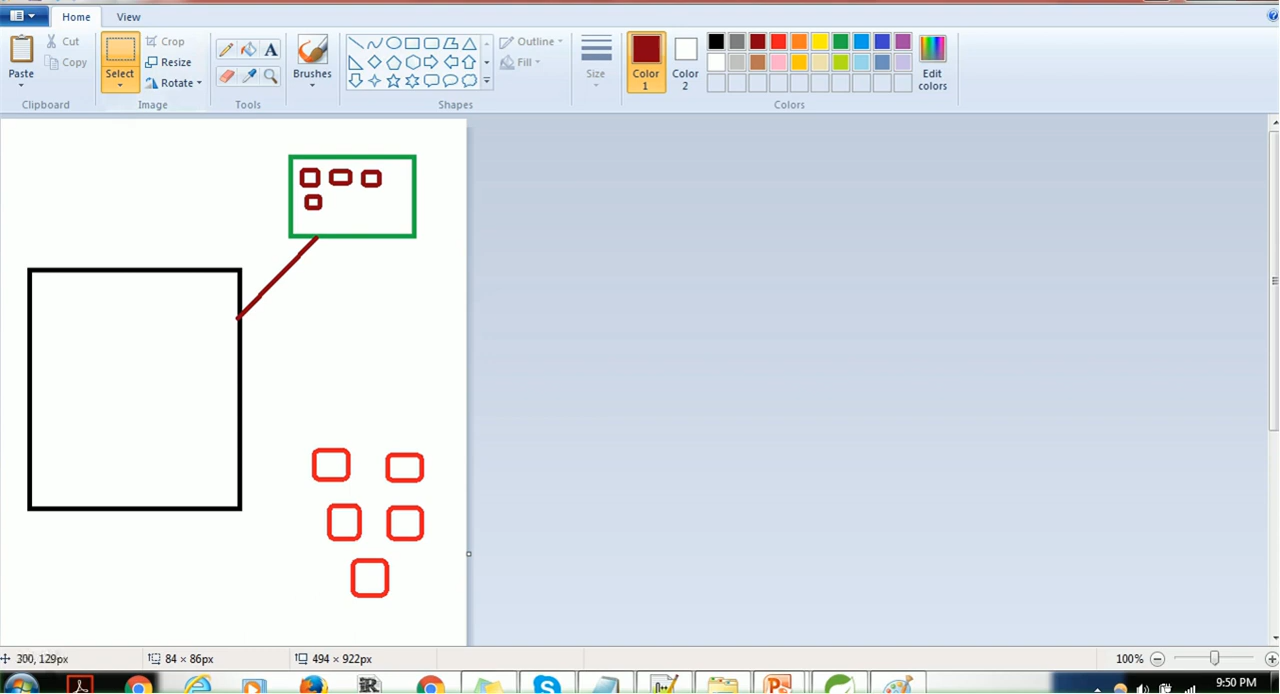 Home View
Cut
Copy
Paste
Clipboard
Select
Crop
Resize
Rotate
Image
A
Tools
Brushes
Outline
Fill
Shapes
Size
Color
1
Color
2
Edit
colors
Colors
300, 129px
84 × 86px
494 × 922px
100%
9:50 PM